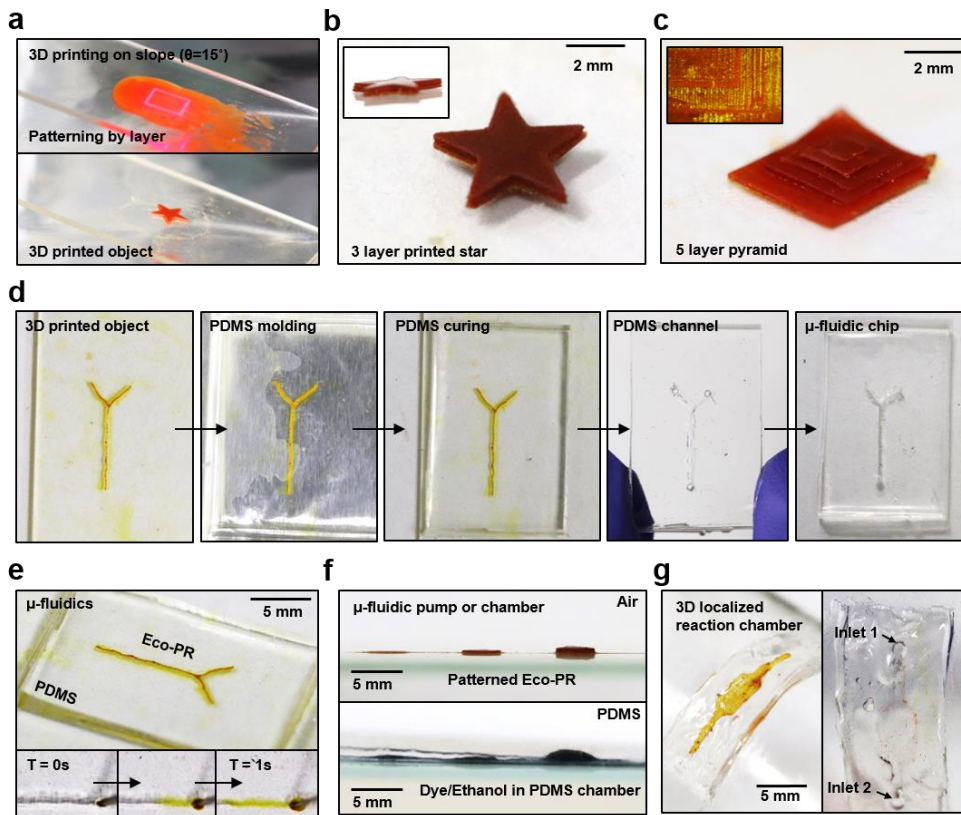 a
3D printing on slope (θ=15˚)
Patterning by layer
3D printed object
b
2 mm
3 layer printed star
c
2 mm
5 layer pyramid
d
3D printed object
PDMS molding
PDMS curing
PDMS channel
μ-fluidic chip
e
μ-fluidics
5 mm
Eco-PR
PDMS
T = 0s
T = 1s
f
μ-fluidic pump or chamber
Air
5 mm
Patterned Eco-PR
PDMS
5 mm
Dye/Ethanol in PDMS chamber
g
3D localized
reaction chamber
5 mm
Inlet 1
Inlet 2